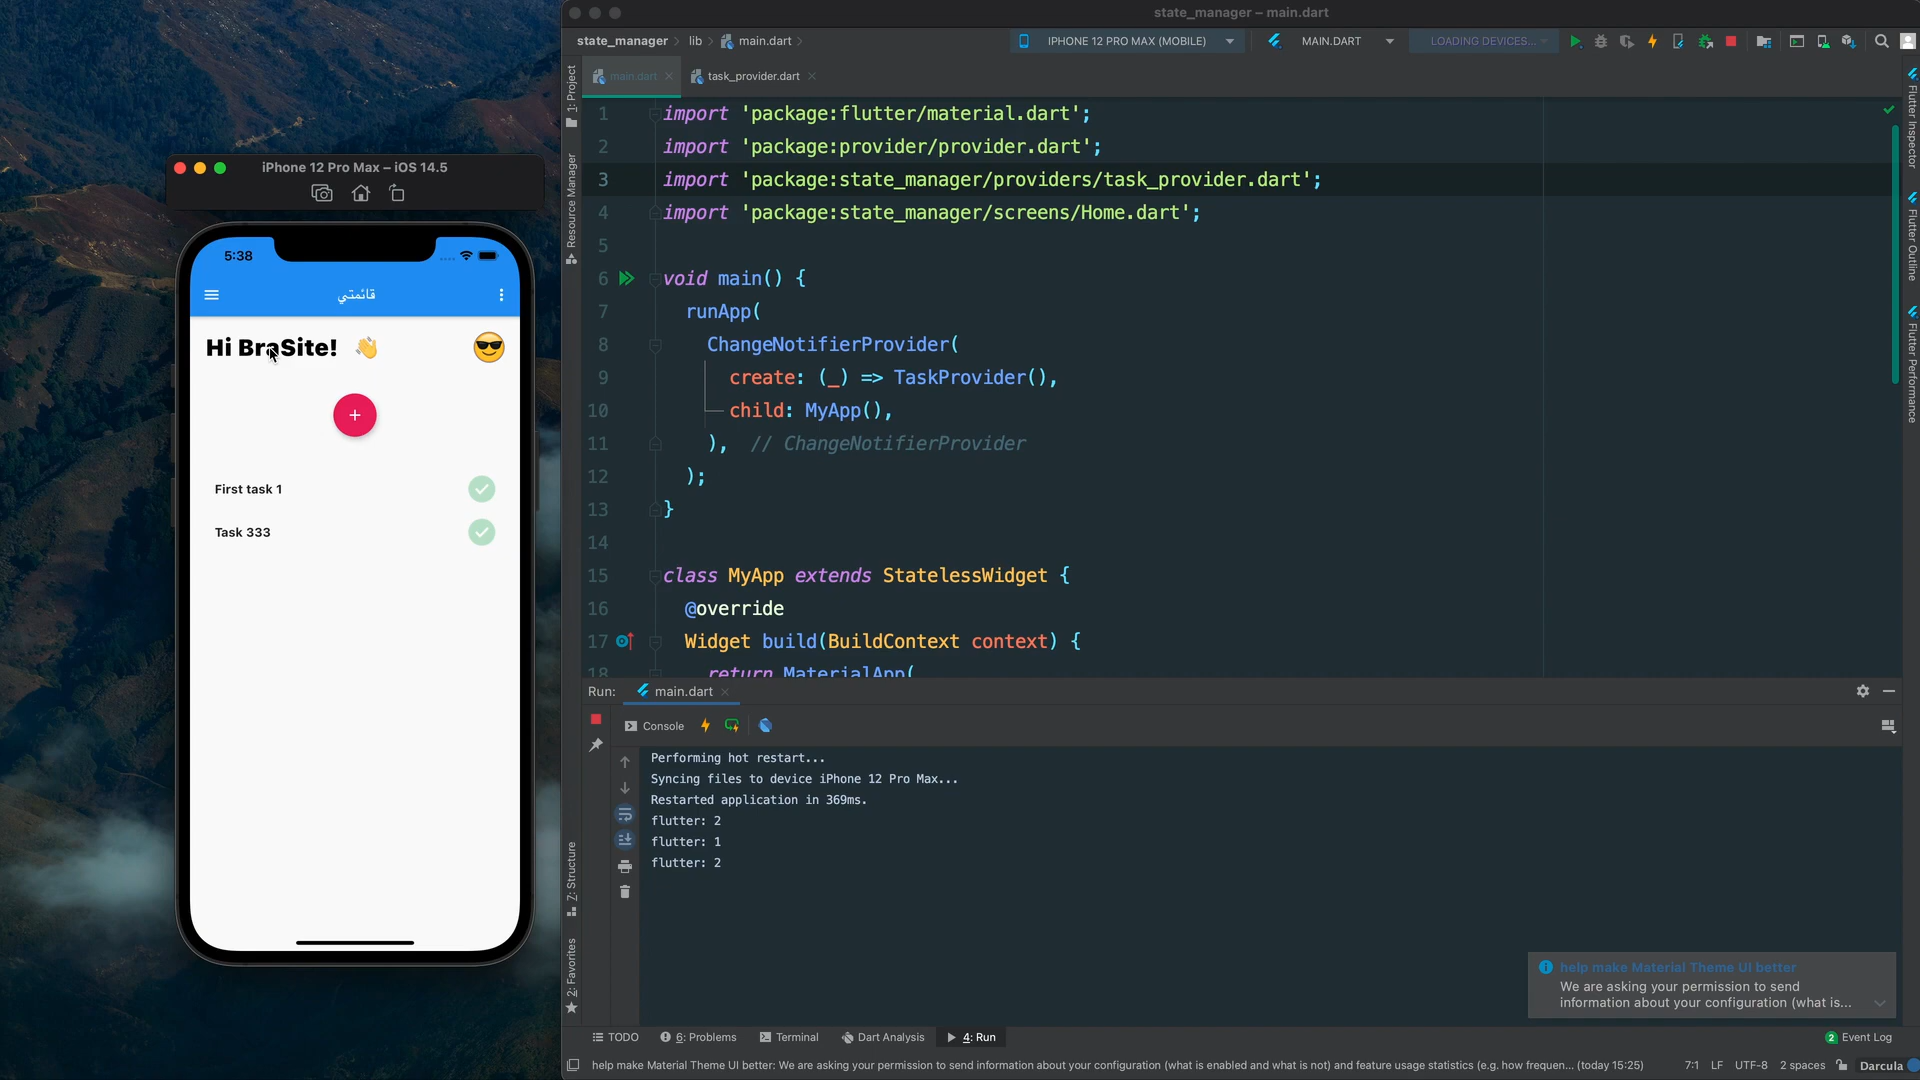 state_manager – main.dart
state_manager
lib
main.dart
IPHONE 12 PRO MAX (MOBILE)
MAIN.DART
LOADING DEVICES...
main.dart
task_provider.dart
1: Project
Resource Manager
iPhone 12 Pro Max – iOS 14.5
5:38
قائمتي
Hi BraSite! 👋 😎
+
First task 1
Task 333
1 import 'package:flutter/material.dart';
2 import 'package:provider/provider.dart';
3 import 'package:state_manager/providers/task_provider.dart';
4 import 'package:state_manager/screens/Home.dart';
5
6 void main() {
7 runApp(
8 ChangeNotifierProvider(
9 create: (_) => TaskProvider(),
10 child: MyApp(),
11 ), // ChangeNotifierProvider
12 );
13 }
14
15 class MyApp extends StatelessWidget {
16 @override
17 Widget build(BuildContext context) {
18 return MaterialApp(
Flutter Inspector
Flutter Outline
Flutter Performance
Run: main.dart
Console
Performing hot restart...
Syncing files to device iPhone 12 Pro Max...
Restarted application in 369ms.
flutter: 2
flutter: 1
flutter: 2
7: Structure
2: Favorites
help make Material Theme UI better
We are asking your permission to send
information about your configuration (what is...
TODO
6: Problems
Terminal
Dart Analysis
4: Run
2 Event Log
help make Material Theme UI better: We are asking your permission to send information about your configuration (what is enabled and what is not) and feature usage statistics (e.g. how frequen... (today 15:25)
7:1 LF UTF-8 2 spaces Darcula